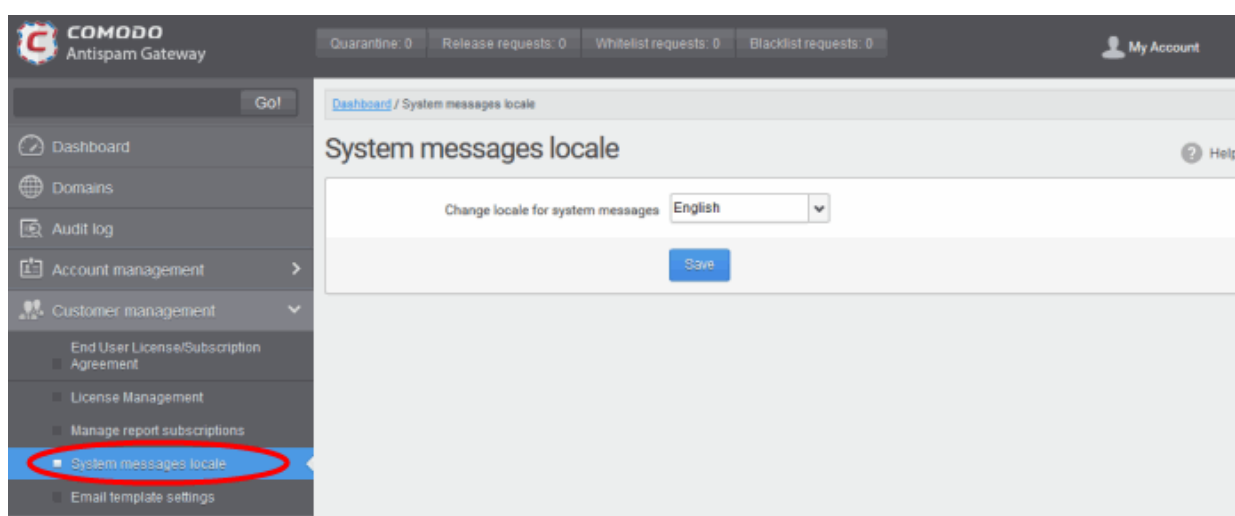 COMODO
Antispam Gateway
Quarantine: 0 Release requests: 0 Whitelist requests: 0 Blacklist requests: 0
My Account
Go!
Dashboard / System messages locale
Dashboard
System messages locale
Help
Domains
Change locale for system messages English
Audit log
Save
Account management
Customer management
End User License/Subscription
Agreement
License Management
Manage report subscriptions
System messages locale
Email template settings